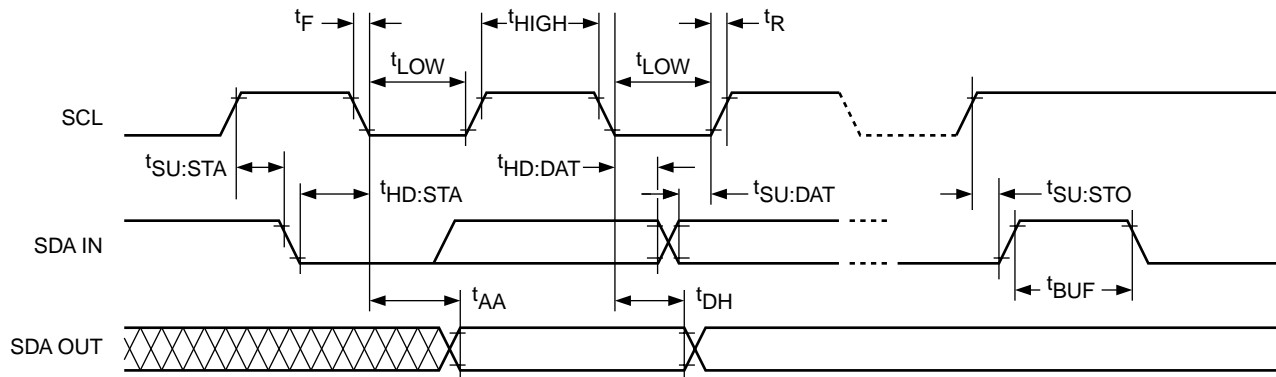 tF
tHIGH
tR
tLOW
tLOW
SCL
tSU:STA
tHD:STA
tHD:DAT
tSU:DAT
tSU:STO
SDA IN
tAA
tDH
tBUF
SDA OUT